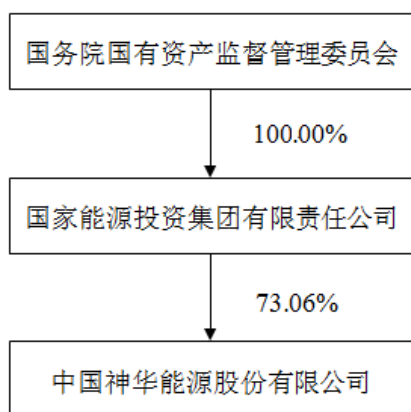 国务院国有资产监督管理委员会
100.00%
国家能源投资集团有限责任公司
73.06%
中国神华能源股份有限公司